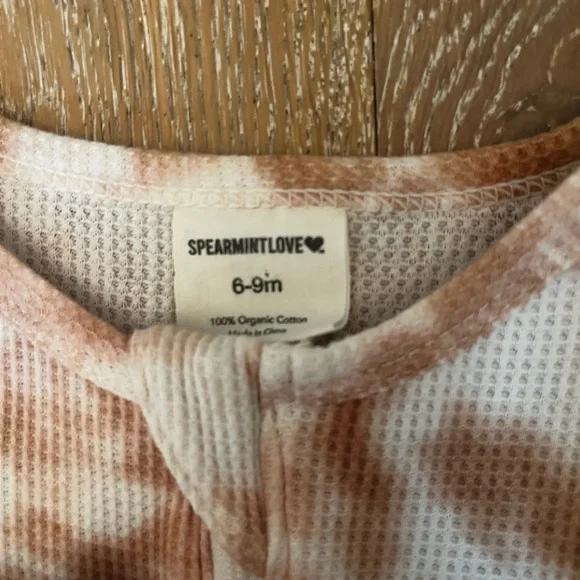 SPEARMINTLOVE
6-9m
100% Organic Cotton
Made in China